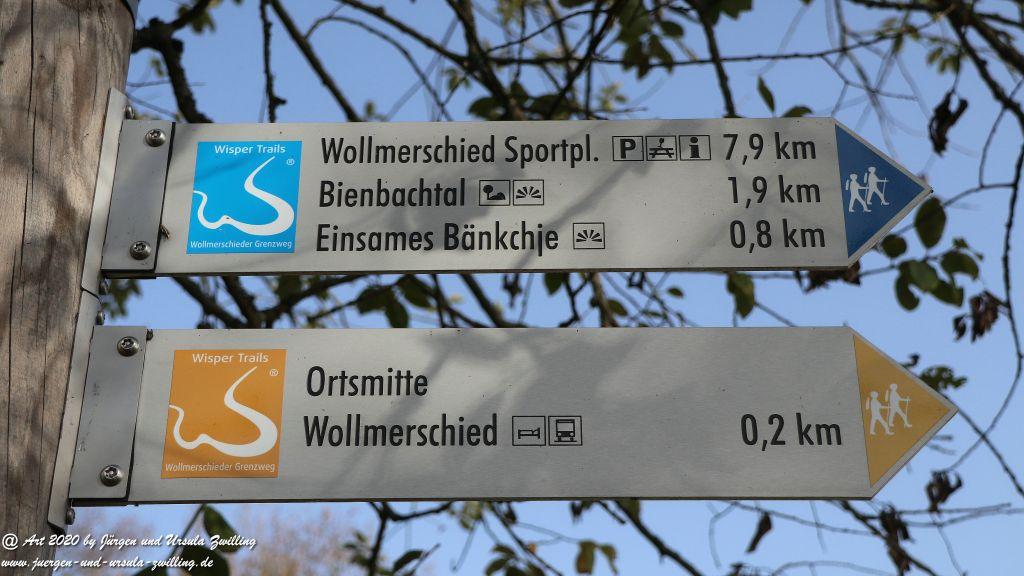 Wisper Trails
®
Wollmerschieder Grenzweg
Wollmerschied Sportpl. P i 7,9 km
Bienbachtal 1,9 km
Einsames Bänkchje 0,8 km
Wisper Trails
®
Wollmerschieder Grenzweg
Ortsmitte
Wollmerschied 0,2 km
@ Art 2020 by Jürgen und Ursula Zwilling
www.juergen-und-ursula-zwilling.de